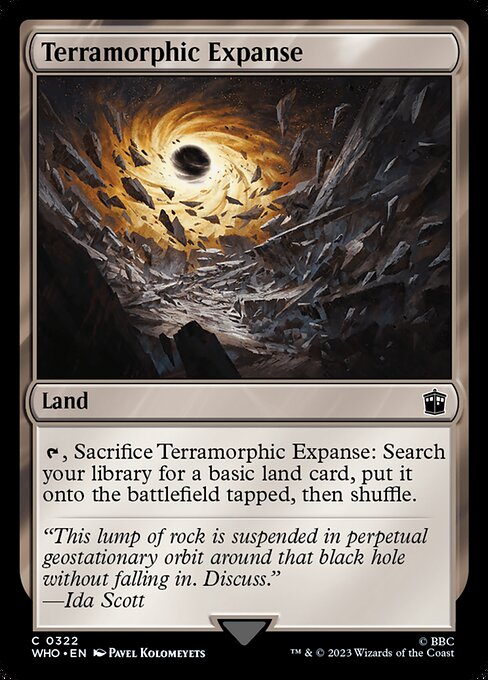 Terramorphic Expanse
Land
, Sacrifice Terramorphic Expanse: Search
your library for a basic land card, put it
onto the battlefield tapped, then shuffle.
“This lump of rock is suspended in perpetual
geostationary orbit around that black hole
without falling in. Discuss.”
—Ida Scott
C 0322
WHO • EN Pavel Kolomeyets
© BBC
™ & © 2023 Wizards of the Coast